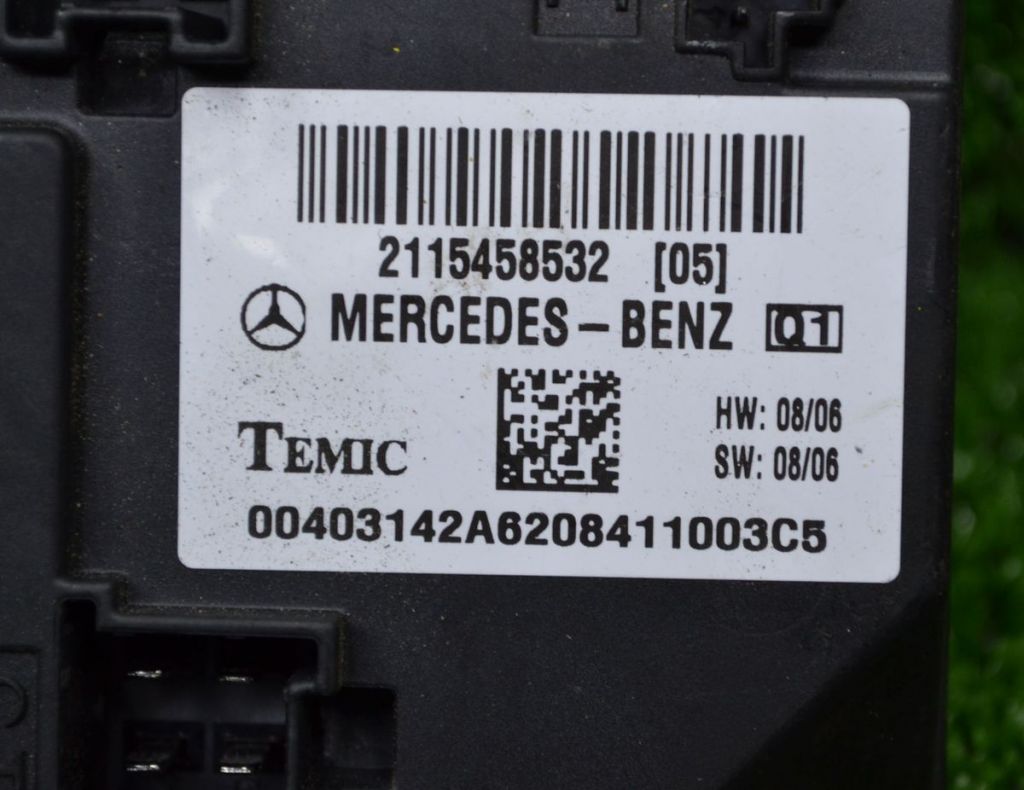 2115458532 [05]
MERCEDES-BENZ Q1
HW: 08/06
TEMIC
SW: 08/06
00403142A6208411003C5